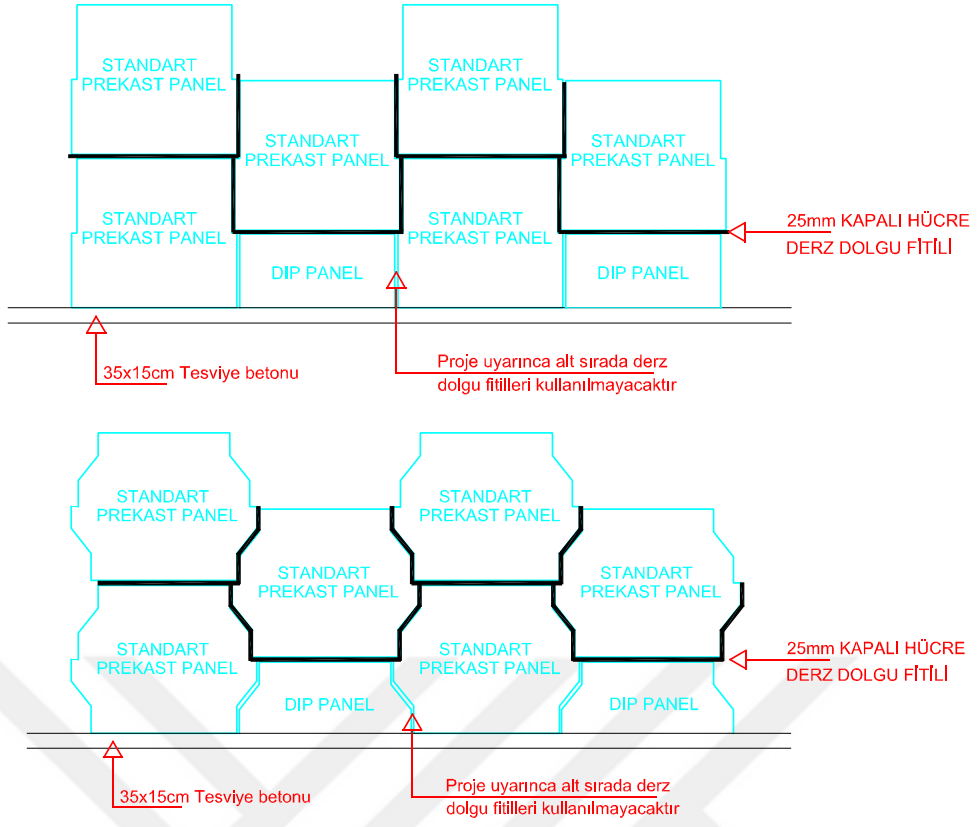 STANDART
PREKAST PANEL
STANDART
PREKAST PANEL
STANDART
PREKAST PANEL
STANDART
PREKAST PANEL
STANDART
PREKAST PANEL
STANDART
PREKAST PANEL
25mm KAPALI HÜCRE
DERZ DOLGU FİTİLİ
DIP PANEL
DIP PANEL
35x15cm Tesviye betonu
Proje uyarınca alt sırada derz
dolgu fitilleri kullanılmayacaktır
STANDART
PREKAST PANEL
STANDART
PREKAST PANEL
STANDART
PREKAST PANEL
STANDART
PREKAST PANEL
STANDART
PREKAST PANEL
STANDART
PREKAST PANEL
25mm KAPALI HÜCRE
DERZ DOLGU FİTİLİ
DIP PANEL
DIP PANEL
35x15cm Tesviye betonu
Proje uyarınca alt sırada derz
dolgu fitilleri kullanılmayacaktır